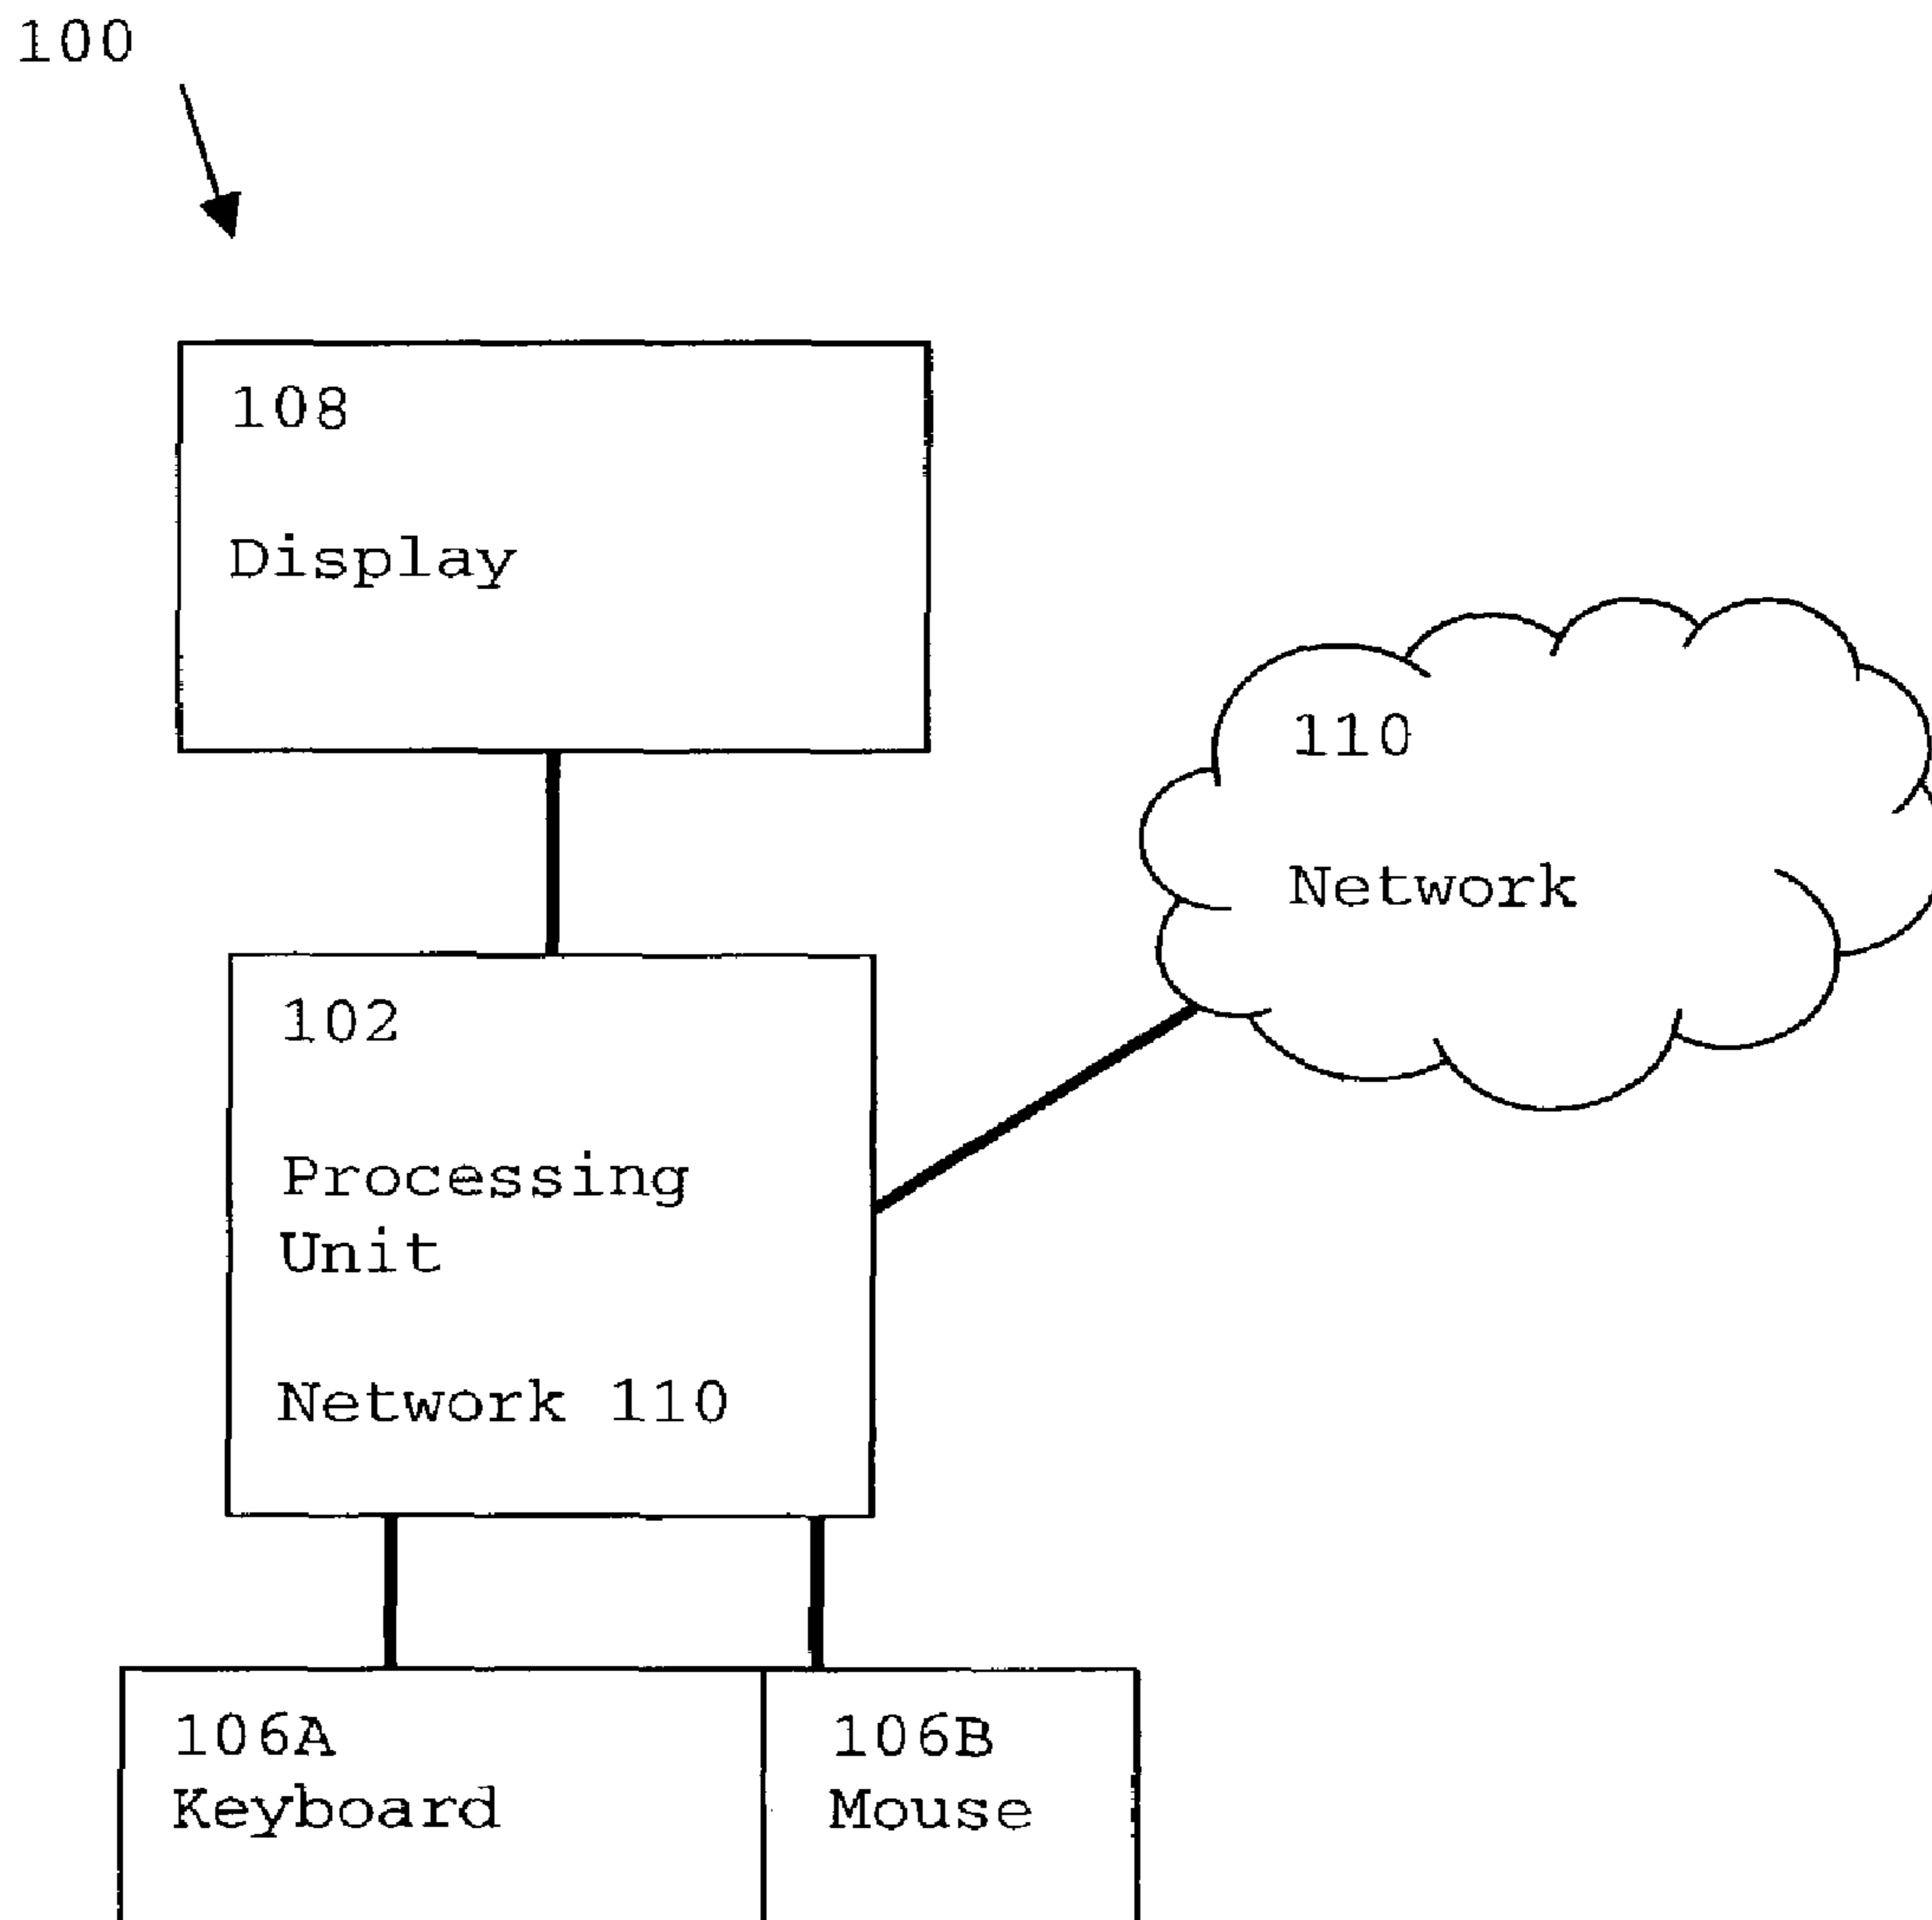 100
108
Display
110
Network
102
Processing
Unit
Network 110
106A
Keyboard
106B
Mouse